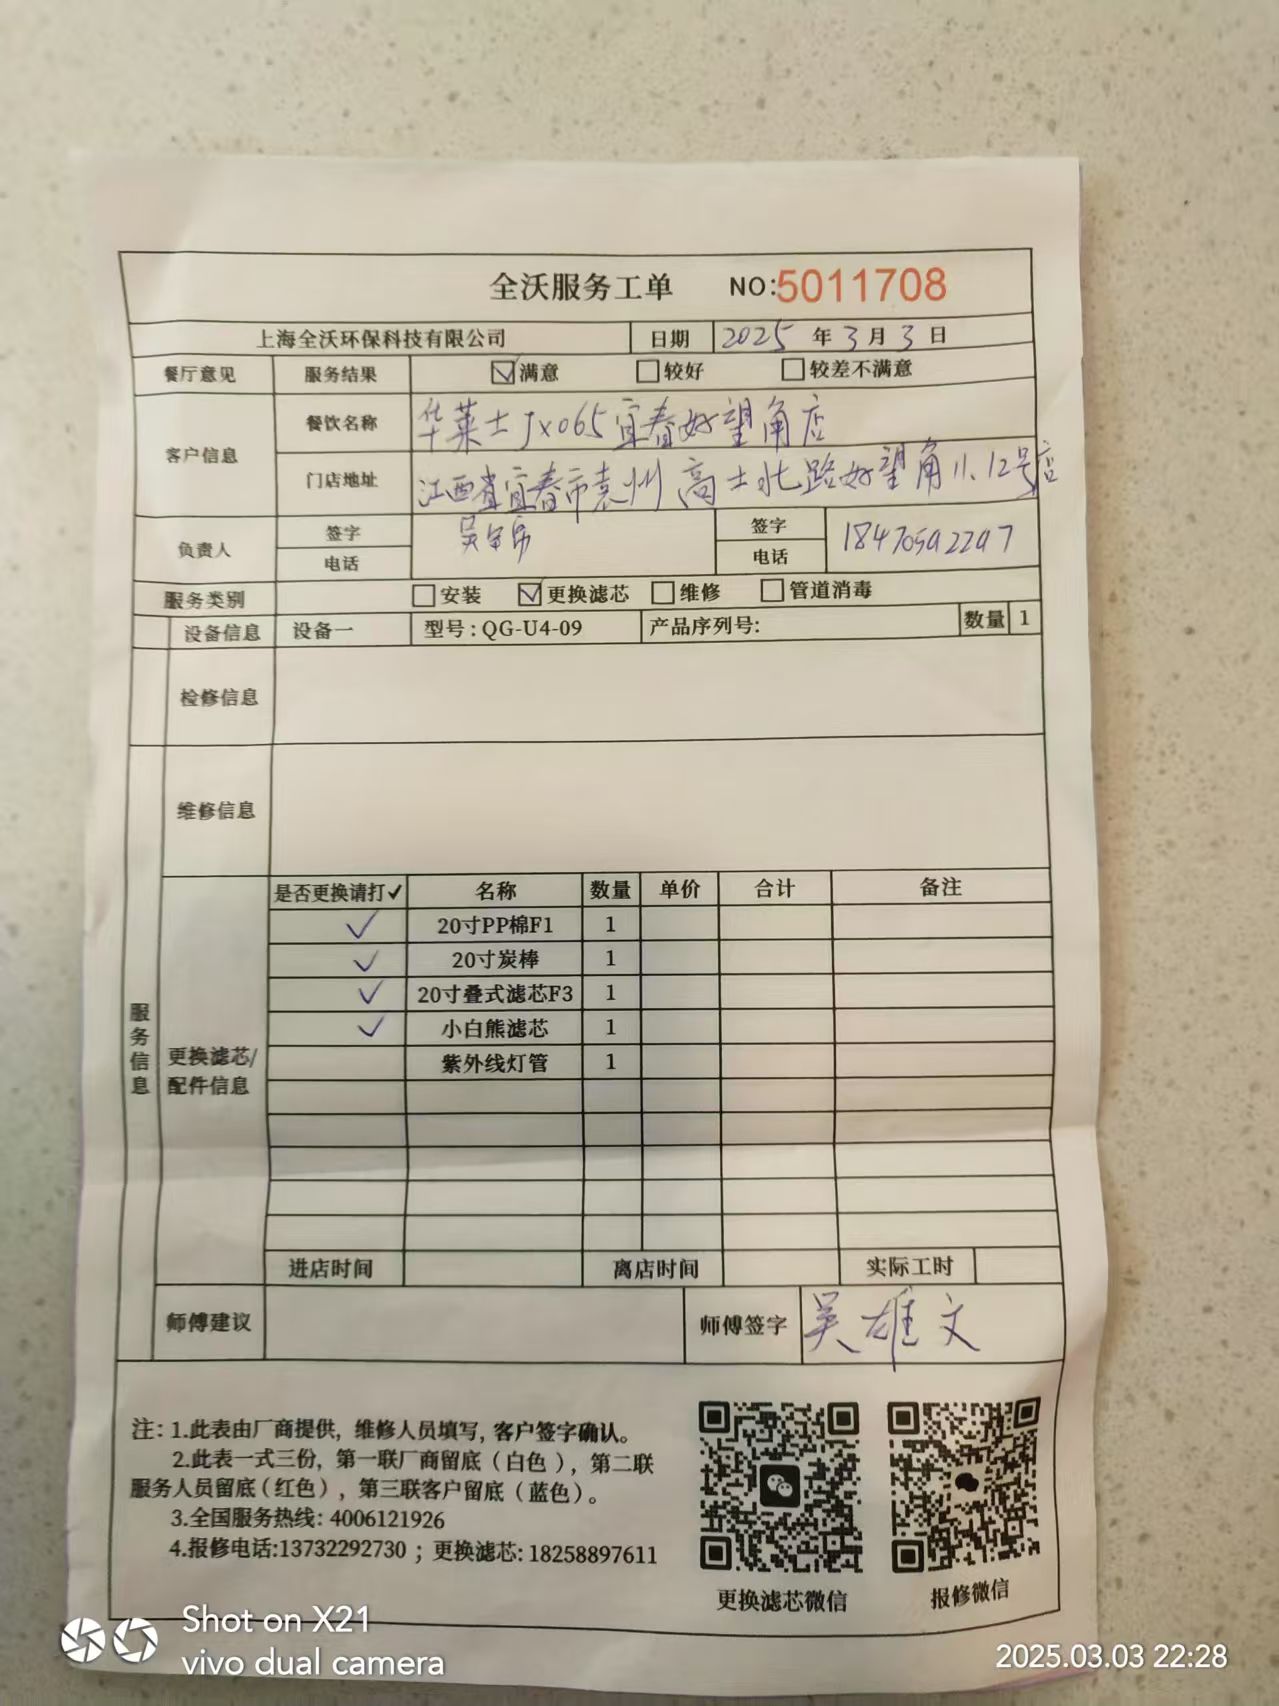 全沃服务工单 NO:5011708
上海全沃环保科技有限公司 日期 2025 年 3 月 3 日
餐厅意见 服务结果 ☑满意 □较好 □较差不满意
客户信息 餐饮名称 华莱士JX065宜春好望角店
门店地址 江西省宜春市袁州 高士北路好望角11.12号店
负责人 签字 吴 签字
电话 电话
服务类别 □安装 ☑更换滤芯 □维修 □管道消毒
设备信息 设备一 型号：QG-U4-09 产品序列号: 数量 1
检修信息
维修信息
服务信息
更换滤芯/配件信息
是否更换请打✓ 名称 数量 单价 合计 备注
✓ 20寸PP棉F1 1
✓ 20寸炭棒 1
✓ 20寸叠式滤芯F3 1
✓ 小白熊滤芯 1
紫外线灯管 1
进店时间 离店时间 实际工时
师傅建议 师傅签字 吴雄文
注：1.此表由厂商提供，维修人员填写，客户签字确认。
2.此表一式三份，第一联厂商留底（白色），第二联
服务人员留底（红色），第三联客户留底（蓝色）。
3.全国服务热线: 4006121926
4.报修电话:13732292730 ；更换滤芯: 18258897611
更换滤芯微信 报修微信
Shot on X21
vivo dual camera
2025.03.03 22:28